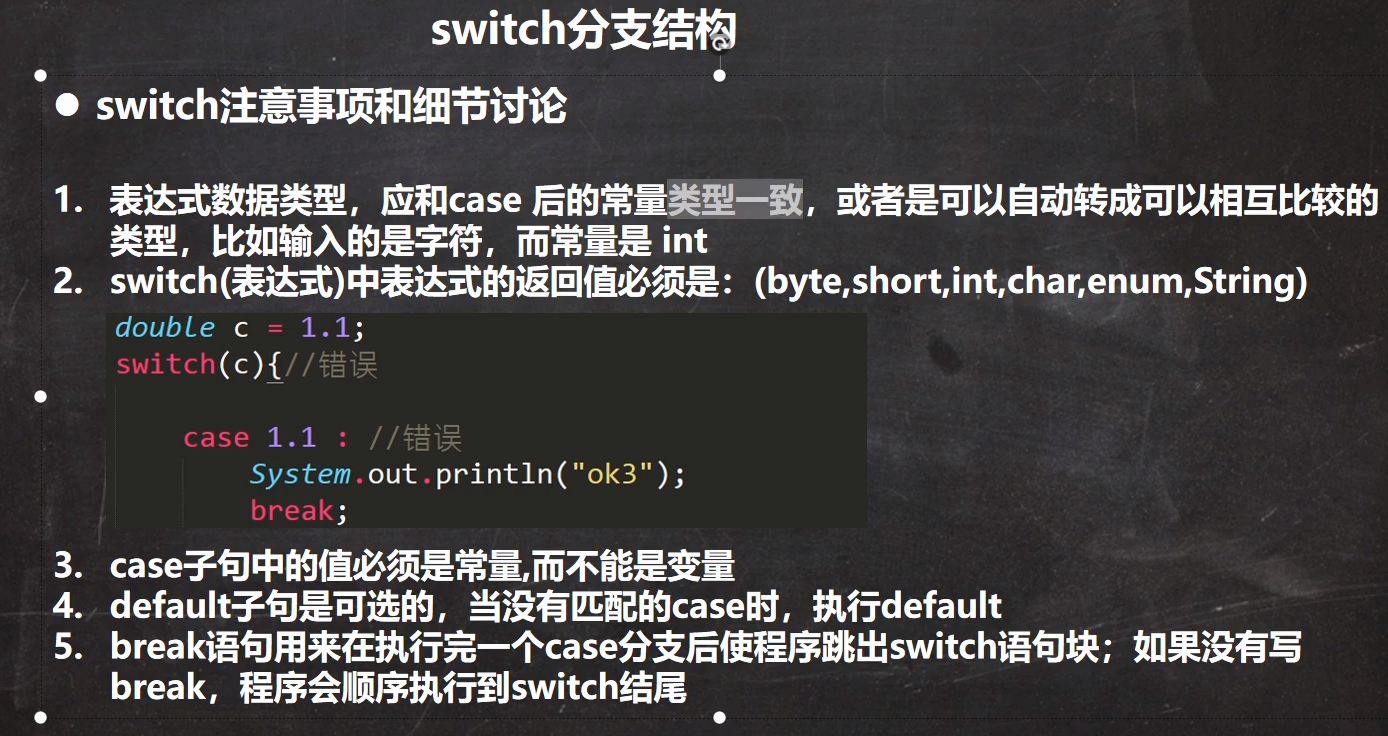 switch分支结构
● switch注意事项和细节讨论
1. 表达式数据类型，应和case 后的常量类型一致，或者是可以自动转成可以相互比较的
类型，比如输入的是字符，而常量是 int
2. switch(表达式)中表达式的返回值必须是：(byte,short,int,char,enum,String)
double c = 1.1;
switch(c){//错误
case 1.1 : //错误
System.out.println("ok3");
break;
3. case子句中的值必须是常量,而不能是变量
4. default子句是可选的，当没有匹配的case时，执行default
5. break语句用来在执行完一个case分支后使程序跳出switch语句块；如果没有写
break，程序会顺序执行到switch结尾